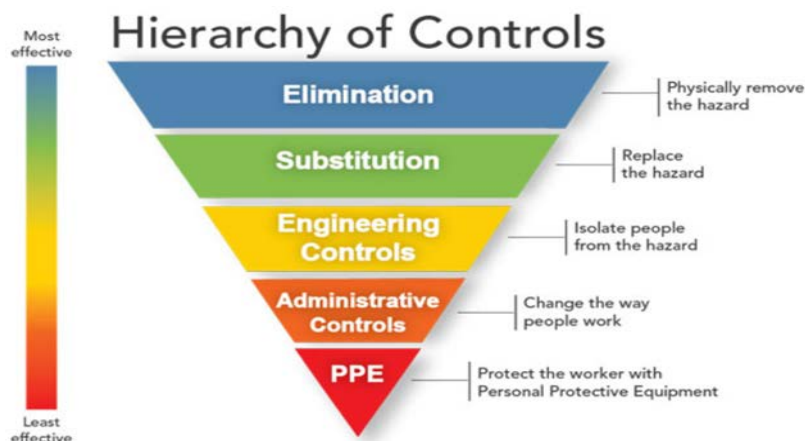 Hierarchy of Controls
Most
effective
Elimination
Physically remove
the hazard
Substitution
Replace
the hazard
Engineering
Controls
Isolate people
from the hazard
Administrative
Controls
Change the way
people work
PPE
Protect the worker with
Personal Protective Equipment
Least
effective